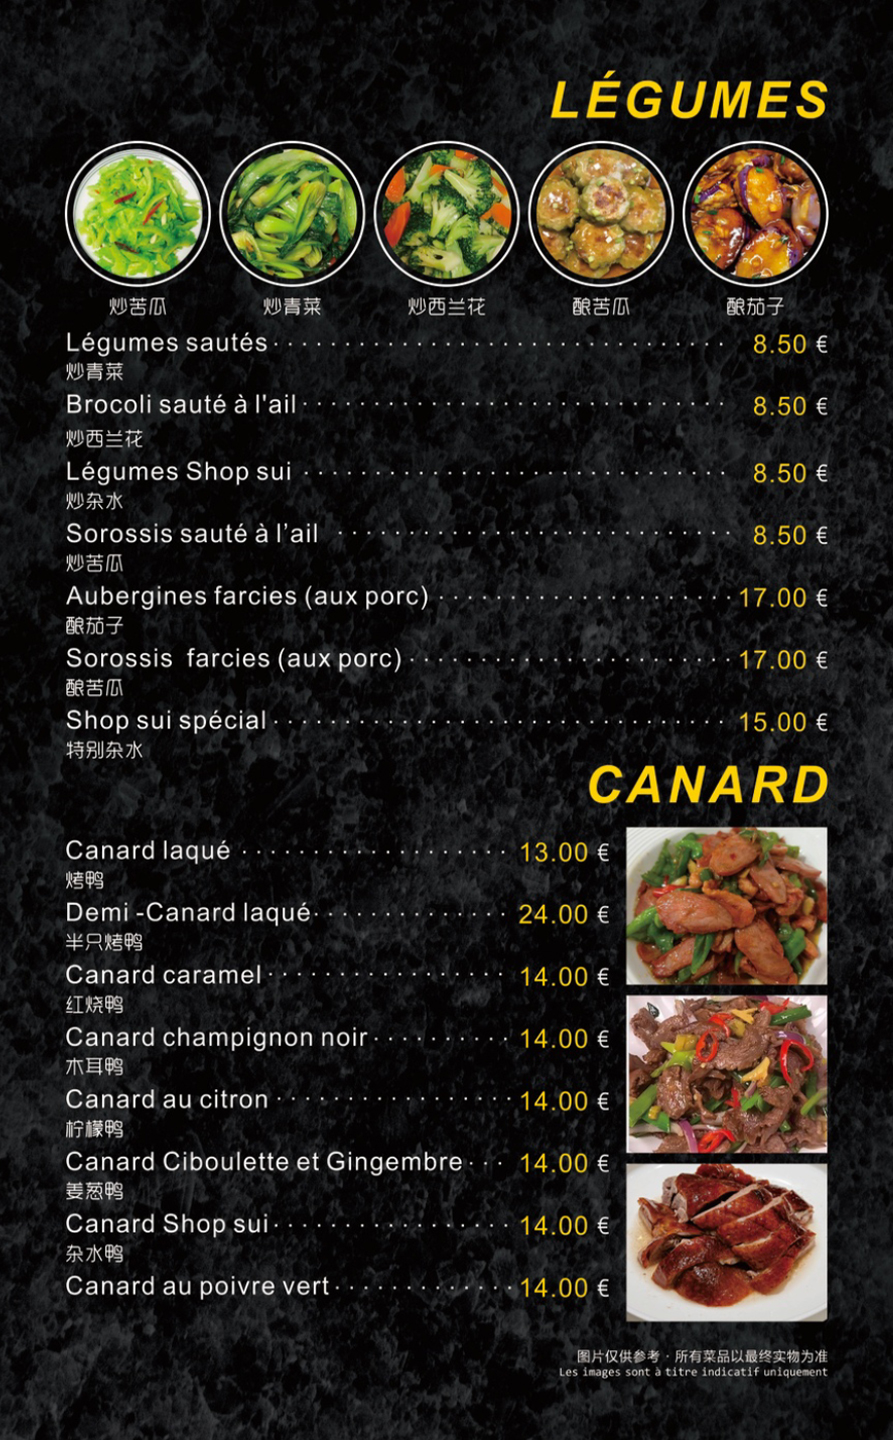 LÉGUMES
炒苦瓜 炒青菜 炒西兰花 酿苦瓜 酿茄子
Légumes sautés 8.50 €
炒青菜
Brocoli sauté à l'ail 8.50 €
炒西兰花
Légumes Shop sui 8.50 €
炒杂水
Sorossis sauté à l’ail 8.50 €
炒苦瓜
Aubergines farcies (aux porc) 17.00 €
酿茄子
Sorossis farcies (aux porc) 17.00 €
酿苦瓜
Shop sui spécial 15.00 €
特别杂水
CANARD
Canard laqué 13.00 €
烤鸭
Demi -Canard laqué 24.00 €
半只烤鸭
Canard caramel 14.00 €
红烧鸭
Canard champignon noir 14.00 €
木耳鸭
Canard au citron 14.00 €
柠檬鸭
Canard Ciboulette et Gingembre 14.00 €
姜葱鸭
Canard Shop sui 14.00 €
杂水鸭
Canard au poivre vert 14.00 €
图片仅供参考 · 所有菜品以最终实物为准
Les images sont à titre indicatif uniquement